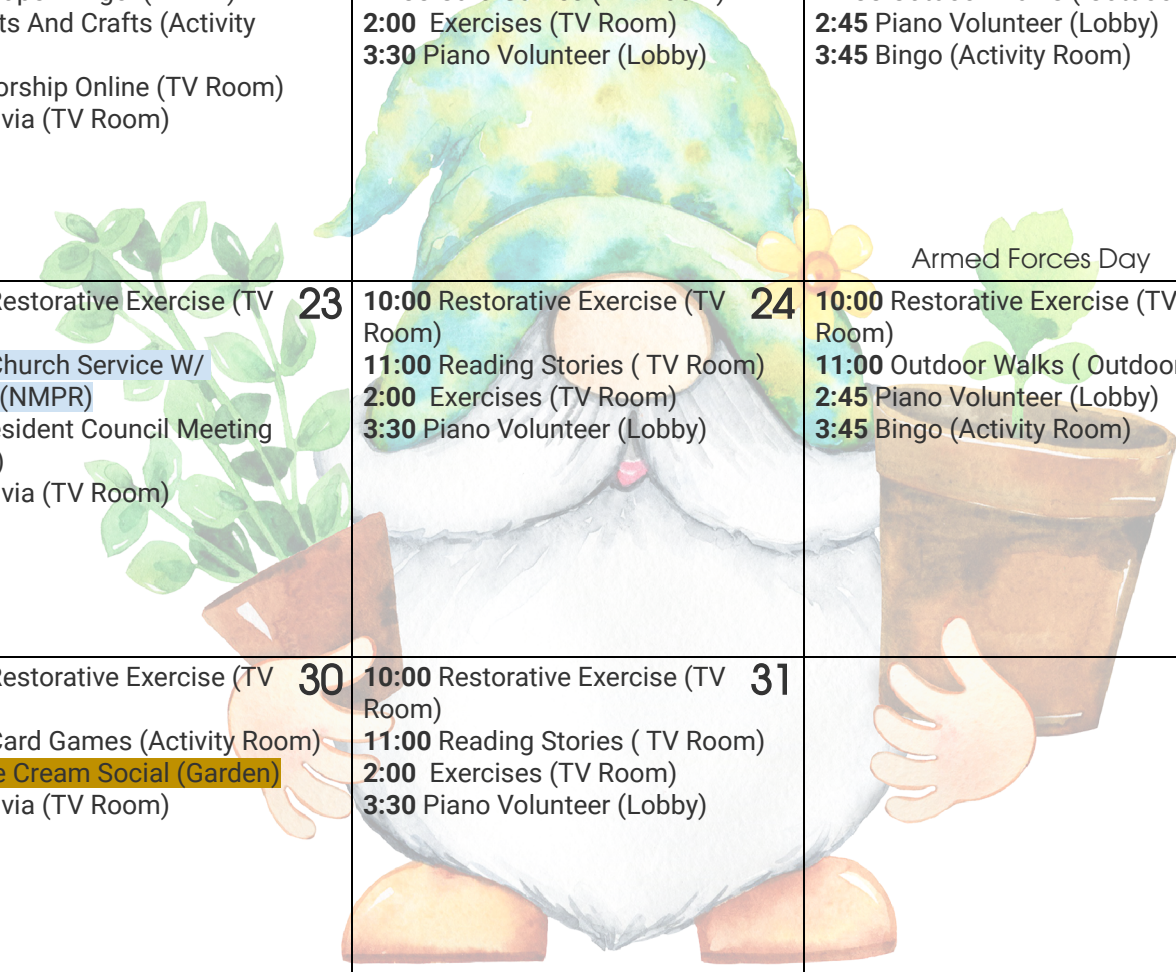 ts And Crafts (Activity
orship Online (TV Room)
via (TV Room)
2:00 Exercises (TV Room)
3:30 Piano Volunteer (Lobby)
2:45 Piano Volunteer (Lobby)
3:45 Bingo (Activity Room)
Armed Forces Day
Restorative Exercise (TV 23
Church Service W/
(NMPR)
esident Council Meeting
)
via (TV Room)
10:00 Restorative Exercise (TV 24
Room)
11:00 Reading Stories ( TV Room)
2:00 Exercises (TV Room)
3:30 Piano Volunteer (Lobby)
10:00 Restorative Exercise (TV
Room)
11:00 Outdoor Walks ( Outdoor
2:45 Piano Volunteer (Lobby)
3:45 Bingo (Activity Room)
Restorative Exercise (TV 30
Card Games (Activity Room)
e Cream Social (Garden)
via (TV Room)
10:00 Restorative Exercise (TV 31
Room)
11:00 Reading Stories ( TV Room)
2:00 Exercises (TV Room)
3:30 Piano Volunteer (Lobby)